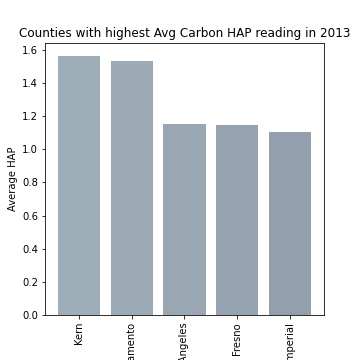 Counties with highest Avg Carbon HAP reading in 2013
Average HAP
1.6
1.4
1.2
1.0
0.8
0.6
0.4
0.2
0.0
Kern
amento
Angeles
Fresno
mperial